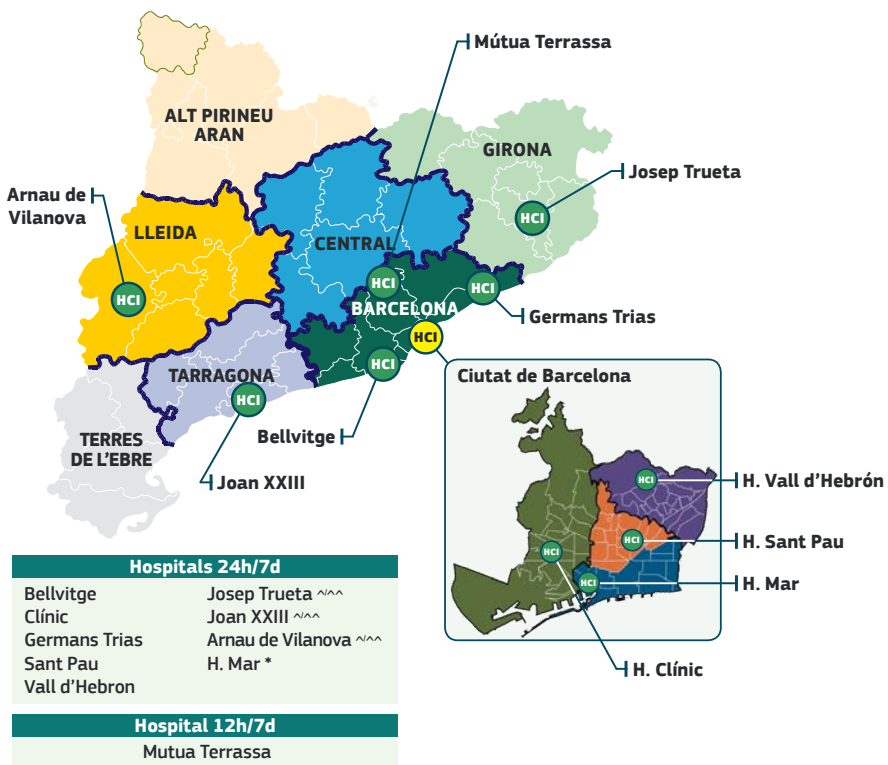 Mútua Terrassa
ALT PIRINEU
ARAN
GIRONA
Josep Trueta
Arnau de
Vilanova
HCI
LLEIDA
CENTRAL
HCI
HCI
HCI
BARCELONA
Germans Trias
HCI
HCI
TARRAGONA
HCI
Ciutat de Barcelona
Bellvitge
TERRES
DE L'EBRE
Joan XXIII
HCI
H. Vall d'Hebrón
HCI
H. Sant Pau
HCI
HCI
H. Mar
H. Clínic
Hospitals 24h/7d
Bellvitge Josep Trueta ~/^^
Clínic Joan XXIII ~/^^
Germans Trias Arnau de Vilanova ~/^^
Sant Pau H. Mar *
Vall d'Hebron
Hospital 12h/7d
Mutua Terrassa